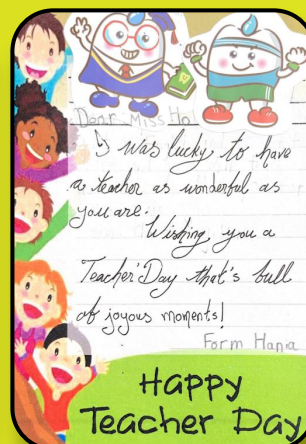 Dear Miss Ho
I was lucky to have
a teacher as wonderful as
you are.
Wishing you a
Teacher'Day that's full
of joyous moments!
Form Hana
Happy
Teacher Day